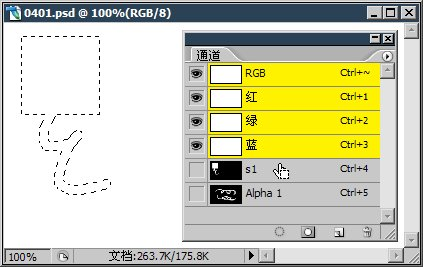 0401.psd @ 100%(RGB/8)
通道
RGB Ctrl+~
红 Ctrl+1
绿 Ctrl+2
蓝 Ctrl+3
s1 Ctrl+4
Alpha 1 Ctrl+5
100% 文档:263.7K/175.8K